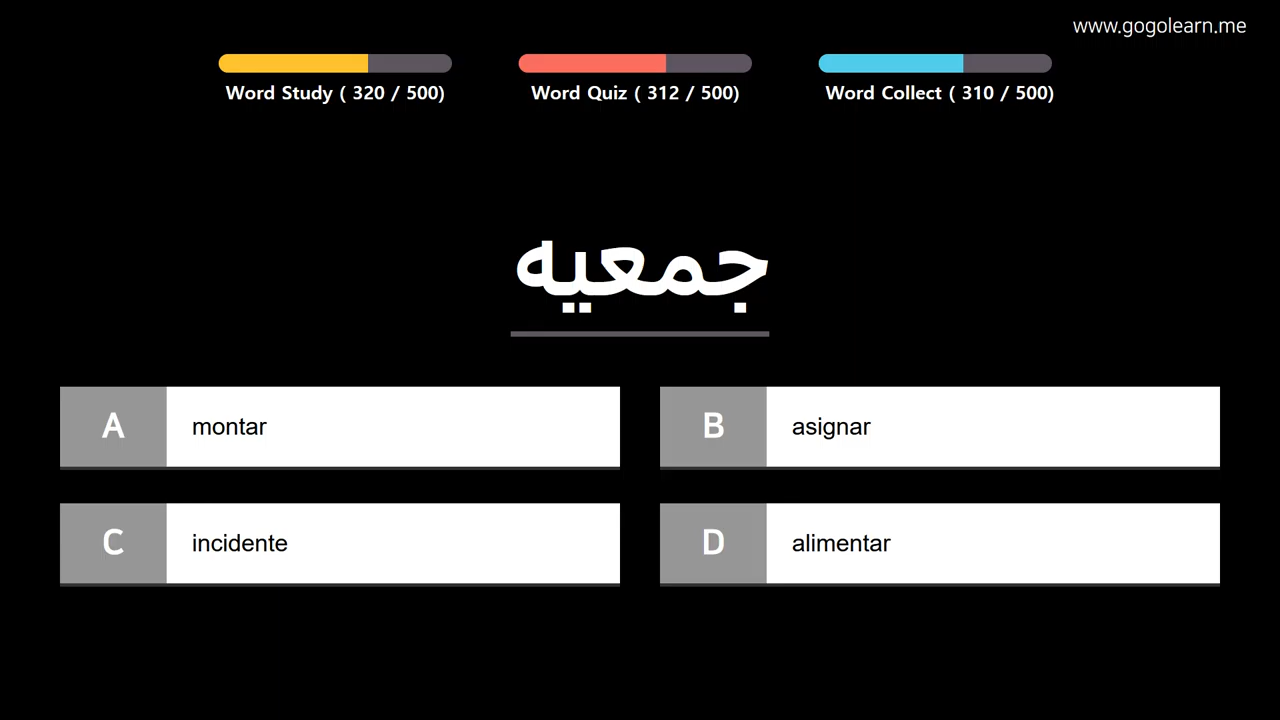 www.gogolearn.me
Word Study ( 320 / 500)
Word Quiz ( 312 / 500)
Word Collect ( 310 / 500)
جمعيه
A montar
B asignar
C incidente
D alimentar